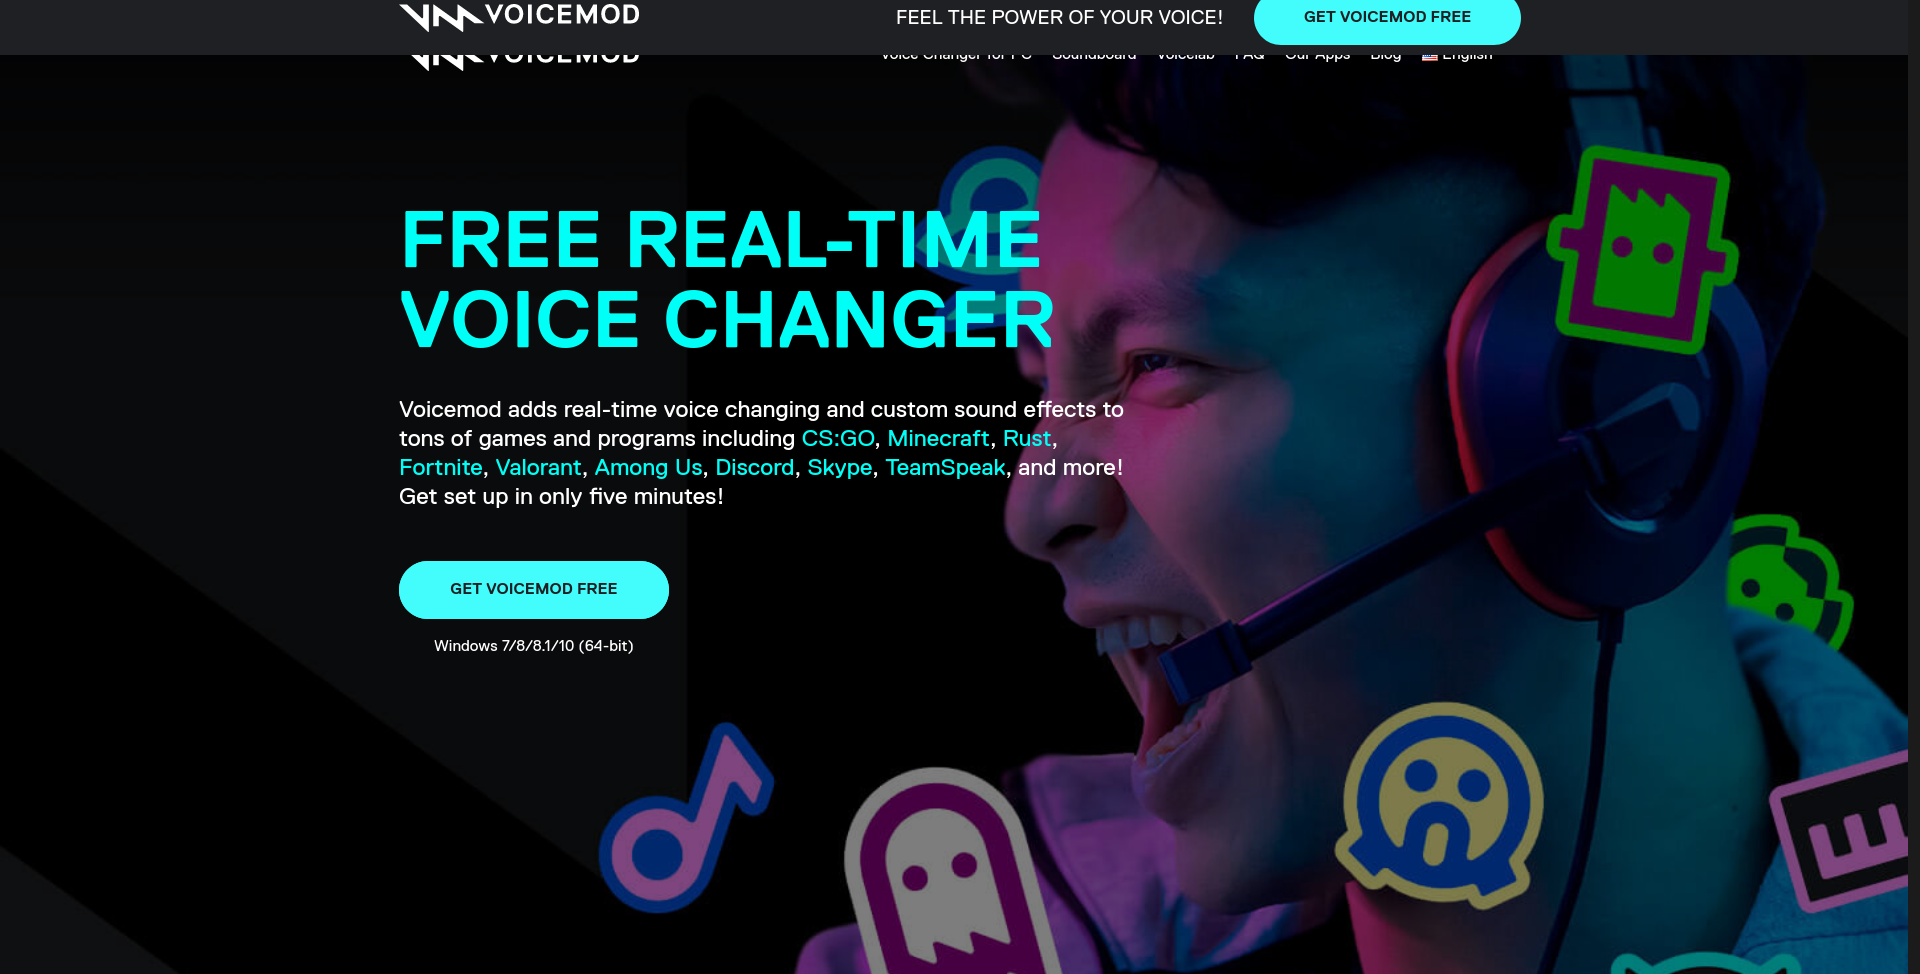 VOICEMOD
FEEL THE POWER OF YOUR VOICE!
GET VOICEMOD FREE
VOICEMOD
Voice Changer for PC
Soundboard
Voicelab
FAQ
Our Apps
Blog
English
FREE REAL-TIME
VOICE CHANGER
Voicemod adds real-time voice changing and custom sound effects to
tons of games and programs including CS:GO, Minecraft, Rust,
Fortnite, Valorant, Among Us, Discord, Skype, TeamSpeak, and more!
Get set up in only five minutes!
GET VOICEMOD FREE
Windows 7/8/8.1/10 (64-bit)